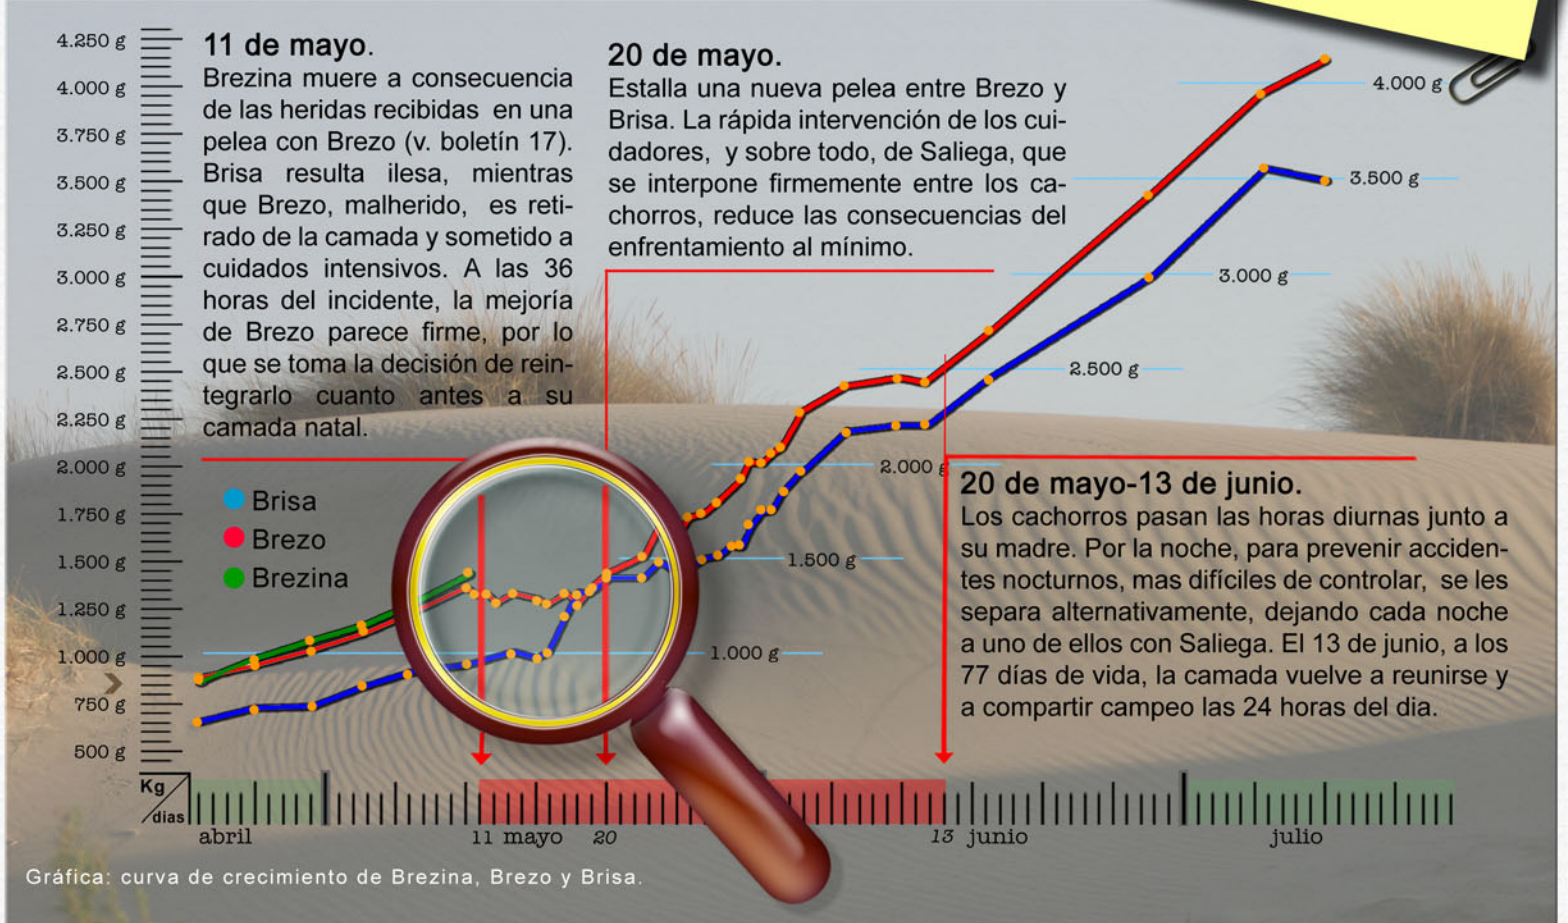 4.250 g
4.000 g
3.750 g
3.500 g
3.250 g
3.000 g
2.750 g
2.500 g
2.250 g
2.000 g
1.750 g
1.500 g
1.250 g
1.000 g
750 g
500 g
11 de mayo.
Brezina muere a consecuencia
de las heridas recibidas en una
pelea con Brezo (v. boletín 17).
Brisa resulta ilesa, mientras
que Brezo, malherido, es reti-
rado de la camada y sometido a
cuidados intensivos. A las 36
horas del incidente, la mejoría
de Brezo parece firme, por lo
que se toma la decisión de rein-
tegrarlo cuanto antes a su
camada natal.
20 de mayo.
Estalla una nueva pelea entre Brezo y
Brisa. La rápida intervención de los cui-
dadores, y sobre todo, de Saliega, que
se interpone firmemente entre los ca-
chorros, reduce las consecuencias del
enfrentamiento al mínimo.
4.000 g
3.500 g
3.000 g
2.500 g
2.000 g
1.500 g
1.000 g
Brisa
Brezo
Brezina
20 de mayo-13 de junio.
Los cachorros pasan las horas diurnas junto a
su madre. Por la noche, para prevenir acciden-
tes nocturnos, mas difíciles de controlar, se les
separa alternativamente, dejando cada noche
a uno de ellos con Saliega. El 13 de junio, a los
77 días de vida, la camada vuelve a reunirse y
a compartir campeo las 24 horas del dia.
Kg
dias
abril
11 mayo 20
13 junio
julio
Gráfica: curva de crecimiento de Brezina, Brezo y Brisa.